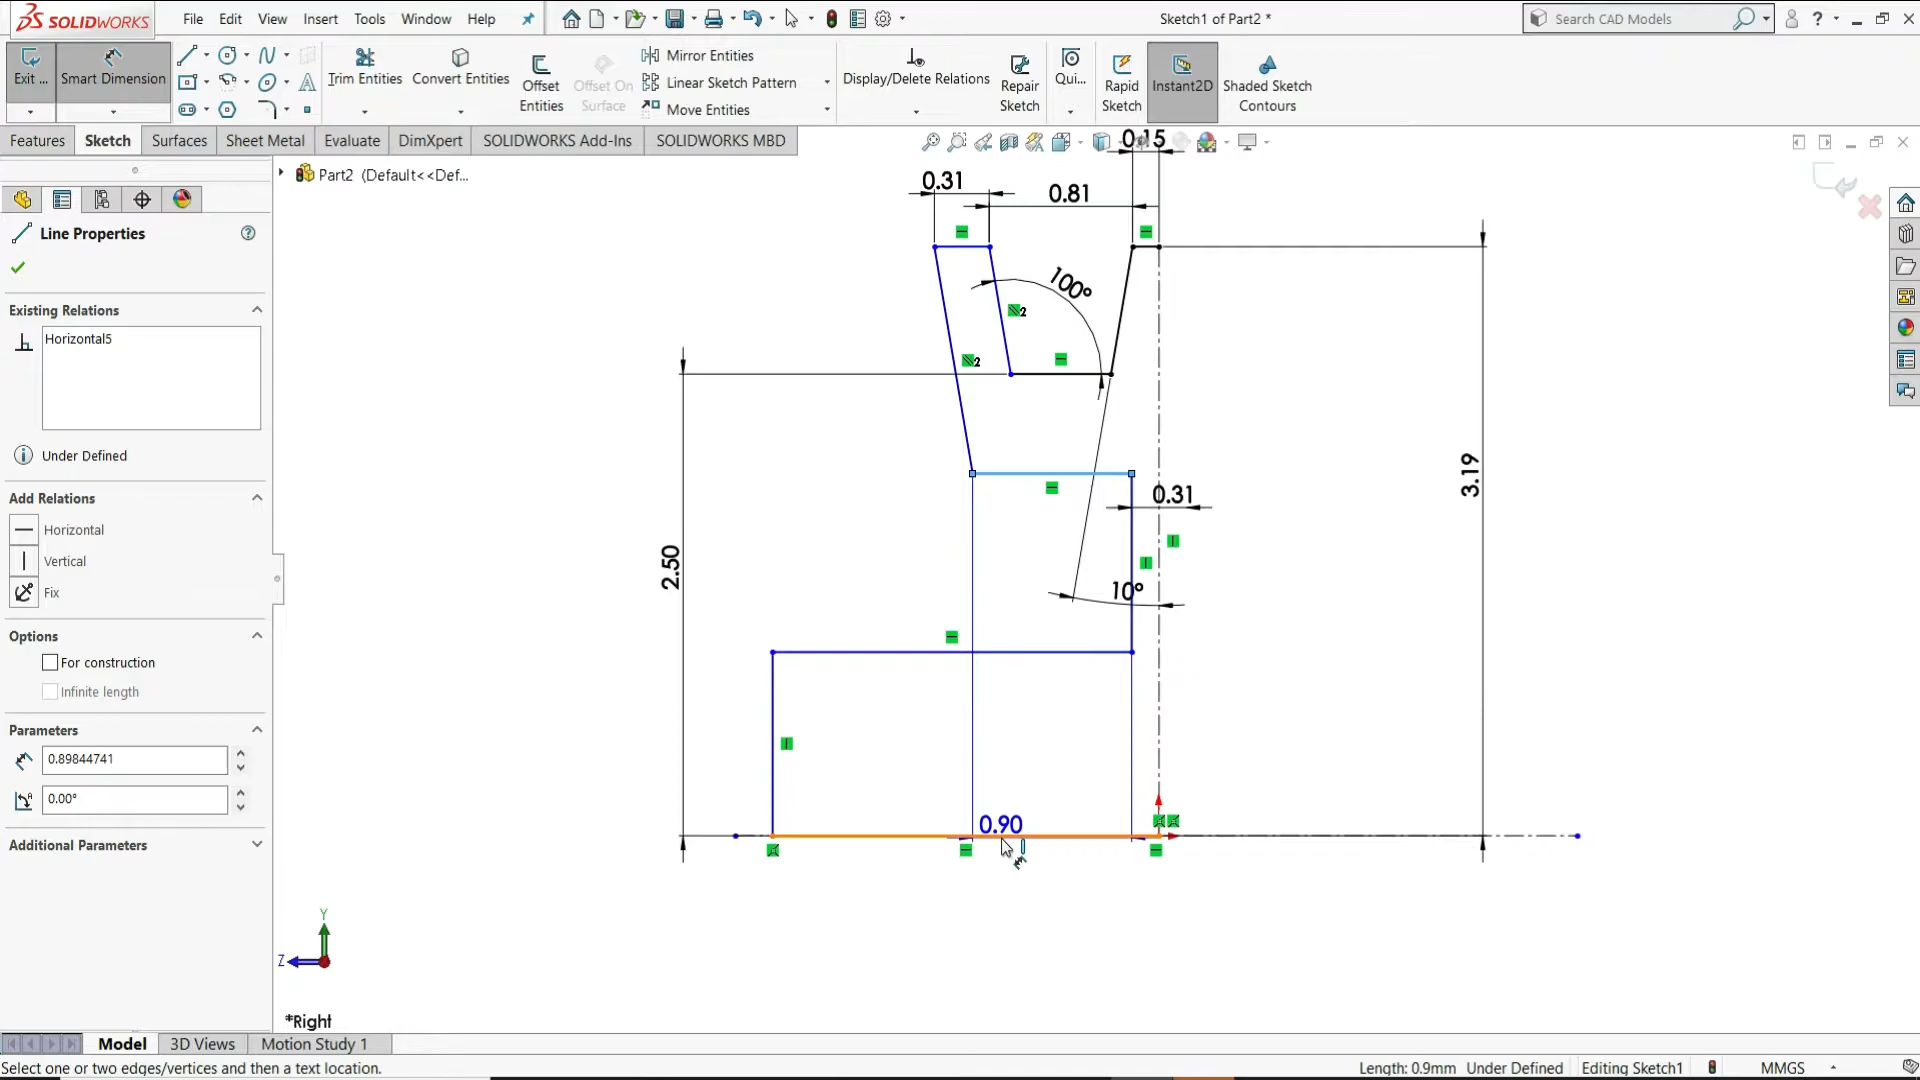 SOLIDWORKS
File Edit View Insert Tools Window Help
Sketch1 of Part2 *
Search CAD Models
Exit ...
Smart Dimension
Trim Entities
Convert Entities
Offset Entities
Offset On Surface
Mirror Entities
Linear Sketch Pattern
Move Entities
Display/Delete Relations
Repair Sketch
Qui...
Rapid Sketch
Instant2D
Shaded Sketch Contours
Features Sketch Surfaces Sheet Metal Evaluate DimXpert SOLIDWORKS Add-Ins SOLIDWORKS MBD
Part2 (Default<<Def...
Line Properties
Existing Relations
Horizontal5
Under Defined
Add Relations
Horizontal
Vertical
Fix
Options
For construction
Infinite length
Parameters
0.89844741
0.00°
Additional Parameters
0.15
0.31
0.81
100°
2
2
3.19
0.31
2.50
10°
0.90
Y
Z
*Right
Model 3D Views Motion Study 1
Select one or two edges/vertices and then a text location.
Length: 0.9mm Under Defined Editing Sketch1 MMGS